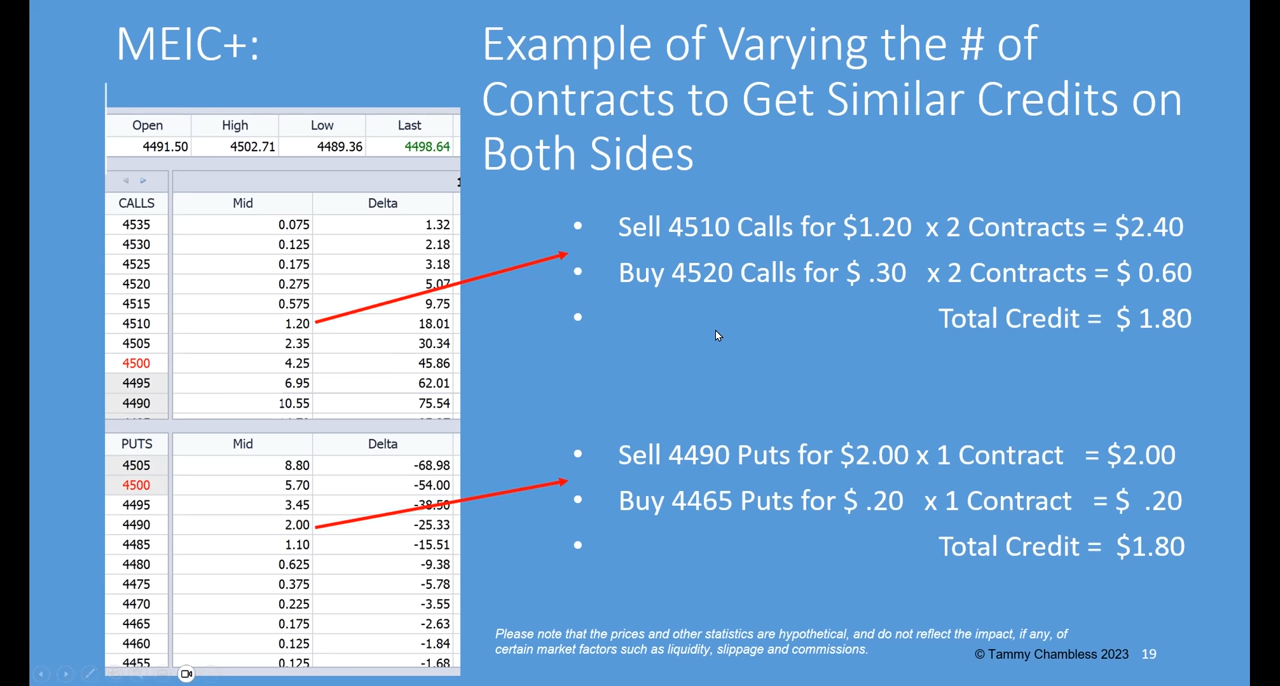 MEIC+:
Example of Varying the # of
Contracts to Get Similar Credits on
Both Sides
Open High Low Last
4491.50 4502.71 4489.36 4498.64
CALLS Mid Delta
4535 0.075 1.32
4530 0.125 2.18
4525 0.175 3.18
4520 0.275 5.07
4515 0.575 9.75
4510 1.20 18.01
4505 2.35 30.34
4500 4.25 45.86
4495 6.95 62.01
4490 10.55 75.54
PUTS Mid Delta
4505 8.80 -68.98
4500 5.70 -54.00
4495 3.45 -38.50
4490 2.00 -25.33
4485 1.10 -15.51
4480 0.625 -9.38
4475 0.375 -5.78
4470 0.225 -3.55
4465 0.175 -2.63
4460 0.125 -1.84
4455 0.125 -1.68
• Sell 4510 Calls for $1.20 x 2 Contracts = $2.40
• Buy 4520 Calls for $ .30 x 2 Contracts = $ 0.60
• Total Credit = $ 1.80
• Sell 4490 Puts for $2.00 x 1 Contract = $2.00
• Buy 4465 Puts for $ .20 x 1 Contract = $ .20
• Total Credit = $1.80
Please note that the prices and other statistics are hypothetical, and do not reflect the impact, if any, of
certain market factors such as liquidity, slippage and commissions.
© Tammy Chambless 2023 19